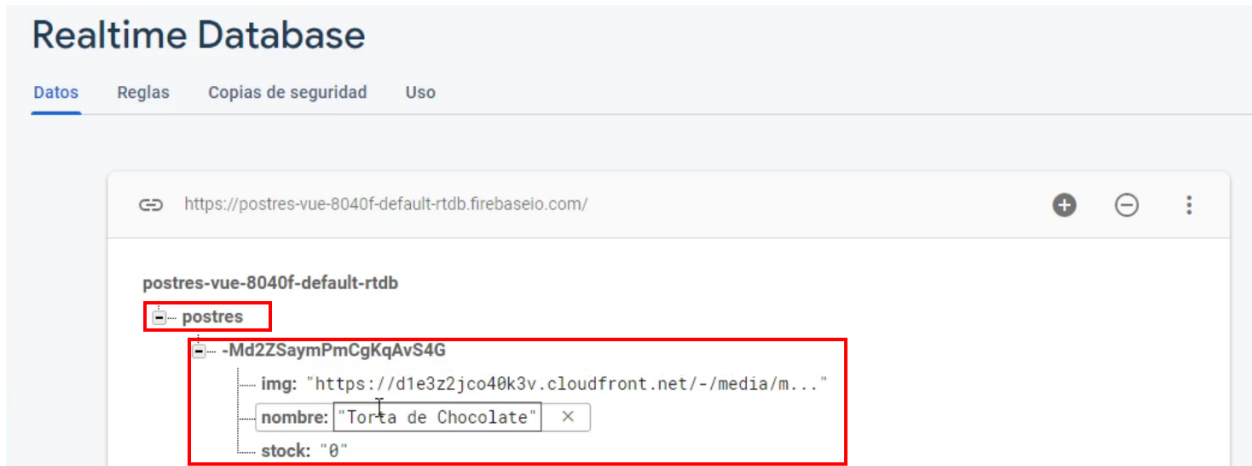 Realtime Database
Datos Reglas Copias de seguridad Uso
https://postres-vue-8040f-default-rtdb.firebaseio.com/
postres-vue-8040f-default-rtdb
postres
-Md2ZSaymPmCgKqAvS4G
img: "https://d1e3z2jco40k3v.cloudfront.net/-/media/m..."
nombre: "Torta de Chocolate"
stock: "0"